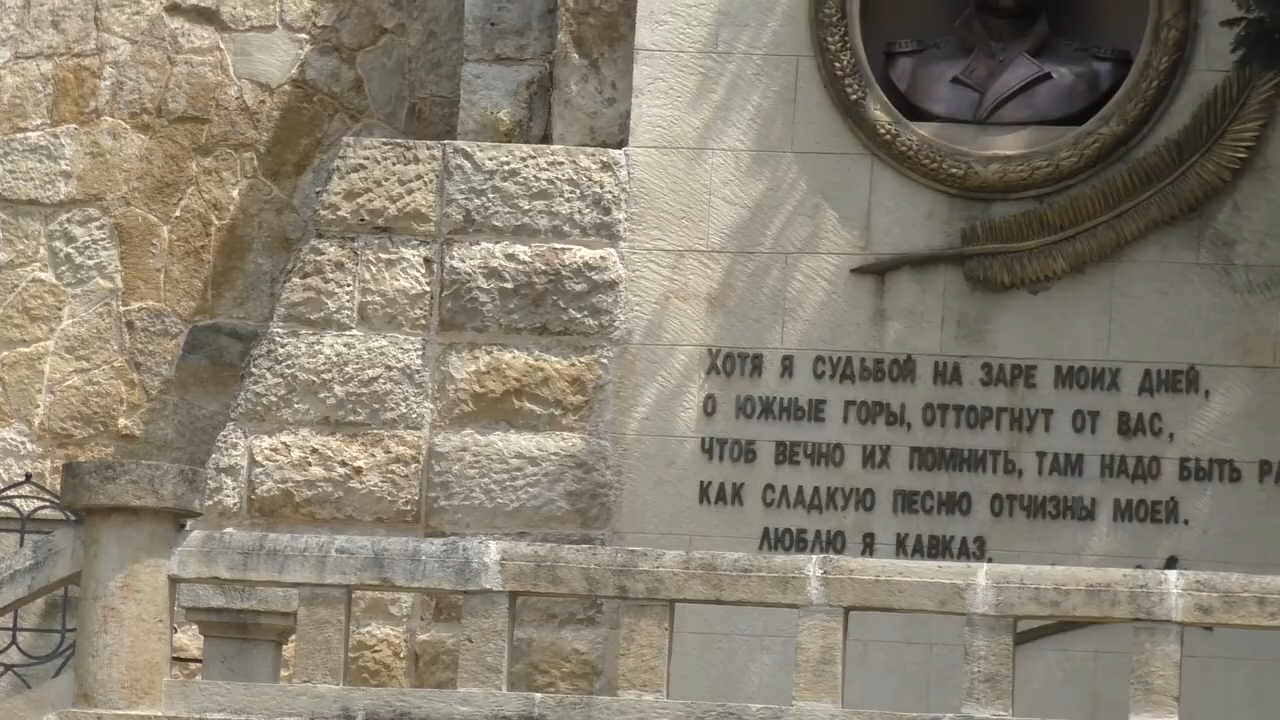 ХОТЯ Я СУДЬБОЙ НА ЗАРЕ МОИХ ДНЕЙ,
О ЮЖНЫЕ ГОРЫ, ОТТОРГНУТ ОТ ВАС,
ЧТОБ ВЕЧНО ИХ ПОМНИТЬ, ТАМ НАДО БЫТЬ
КАК СЛАДКУЮ ПЕСНЮ ОТЧИЗНЫ МОЕЙ.
ЛЮБЛЮ Я КАВКАЗ.